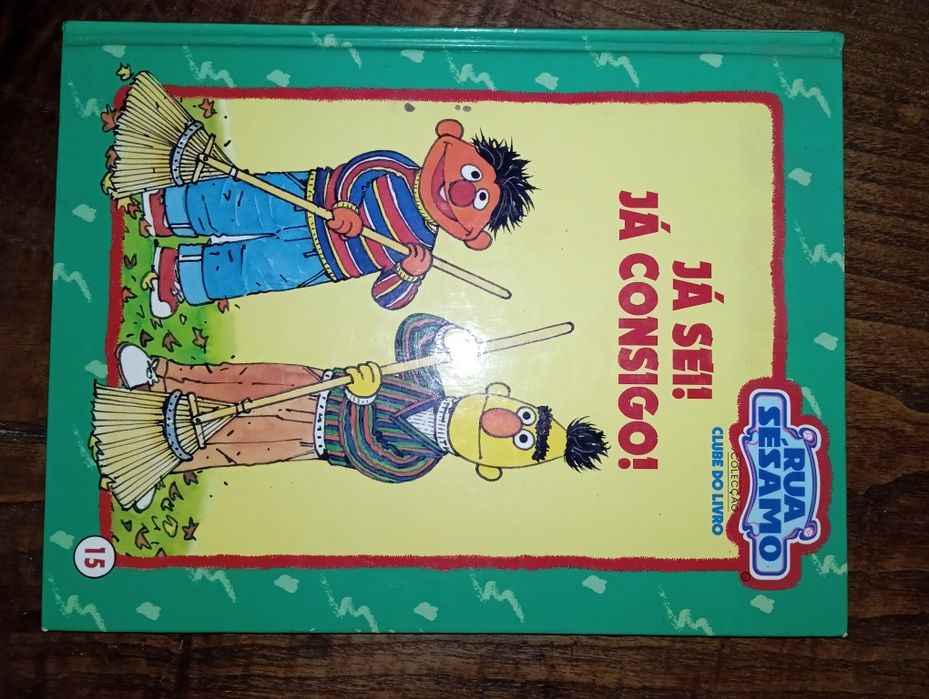 RUA
SÉSAMO
COLECÇÃO
CLUBE DO LIVRO
JÁ SEI!
JÁ CONSIGO!
15